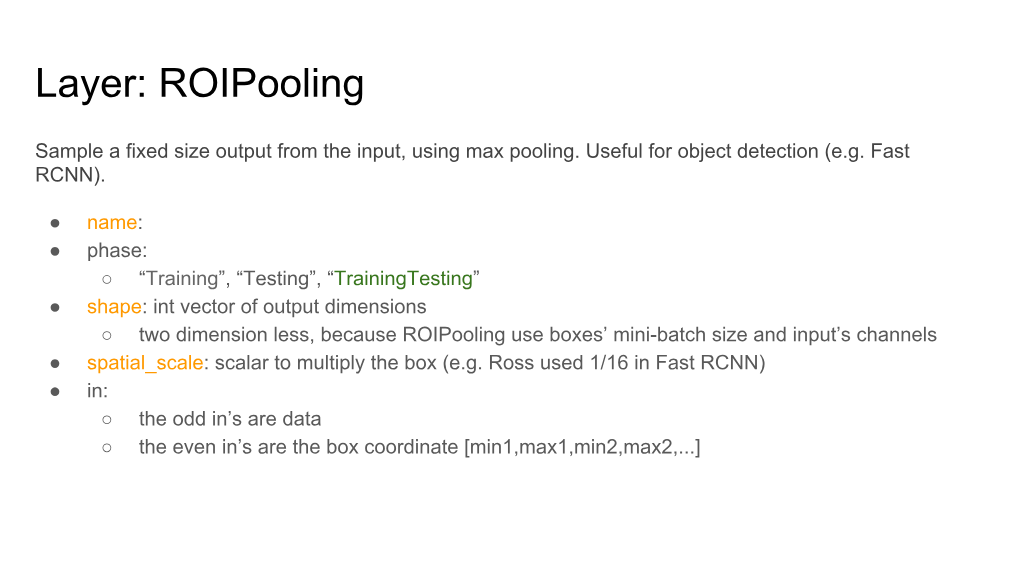 Layer: ROIPooling
Sample a fixed size output from the input, using max pooling. Useful for object detection (e.g. Fast
RCNN).
● name:
● phase:
○ “Training”, “Testing”, “TrainingTesting”
● shape: int vector of output dimensions
○ two dimension less, because ROIPooling use boxes’ mini-batch size and input’s channels
● spatial_scale: scalar to multiply the box (e.g. Ross used 1/16 in Fast RCNN)
● in:
○ the odd in’s are data
○ the even in’s are the box coordinate [min1,max1,min2,max2,...]